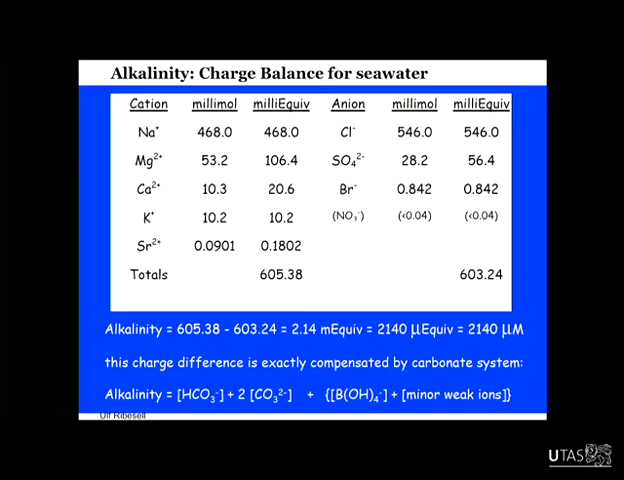 Alkalinity: Charge Balance for seawater
Cation millimol milliEquiv Anion millimol milliEquiv
Na⁺ 468.0 468.0 Cl⁻ 546.0 546.0
Mg²⁺ 53.2 106.4 SO₄²⁻ 28.2 56.4
Ca²⁺ 10.3 20.6 Br⁻ 0.842 0.842
K⁺ 10.2 10.2 (NO₃⁻) (<0.04) (<0.04)
Sr²⁺ 0.0901 0.1802
Totals 605.38 603.24
Alkalinity = 605.38 - 603.24 = 2.14 mEquiv = 2140 µEquiv = 2140 µM
this charge difference is exactly compensated by carbonate system:
Alkalinity = [HCO₃⁻] + 2 [CO₃²⁻] + {[B(OH)₄⁻] + [minor weak ions]}
Ulf Ribesell
UTAS